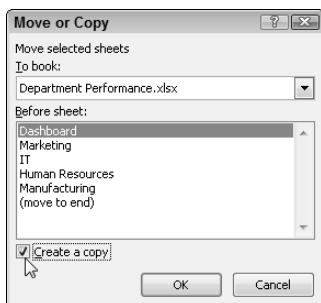 Move or Copy
Move selected sheets
To book:
Department Performance.xlsx
Before sheet:
Dashboard
Marketing
IT
Human Resources
Manufacturing
(move to end)
Create a copy
OK Cancel